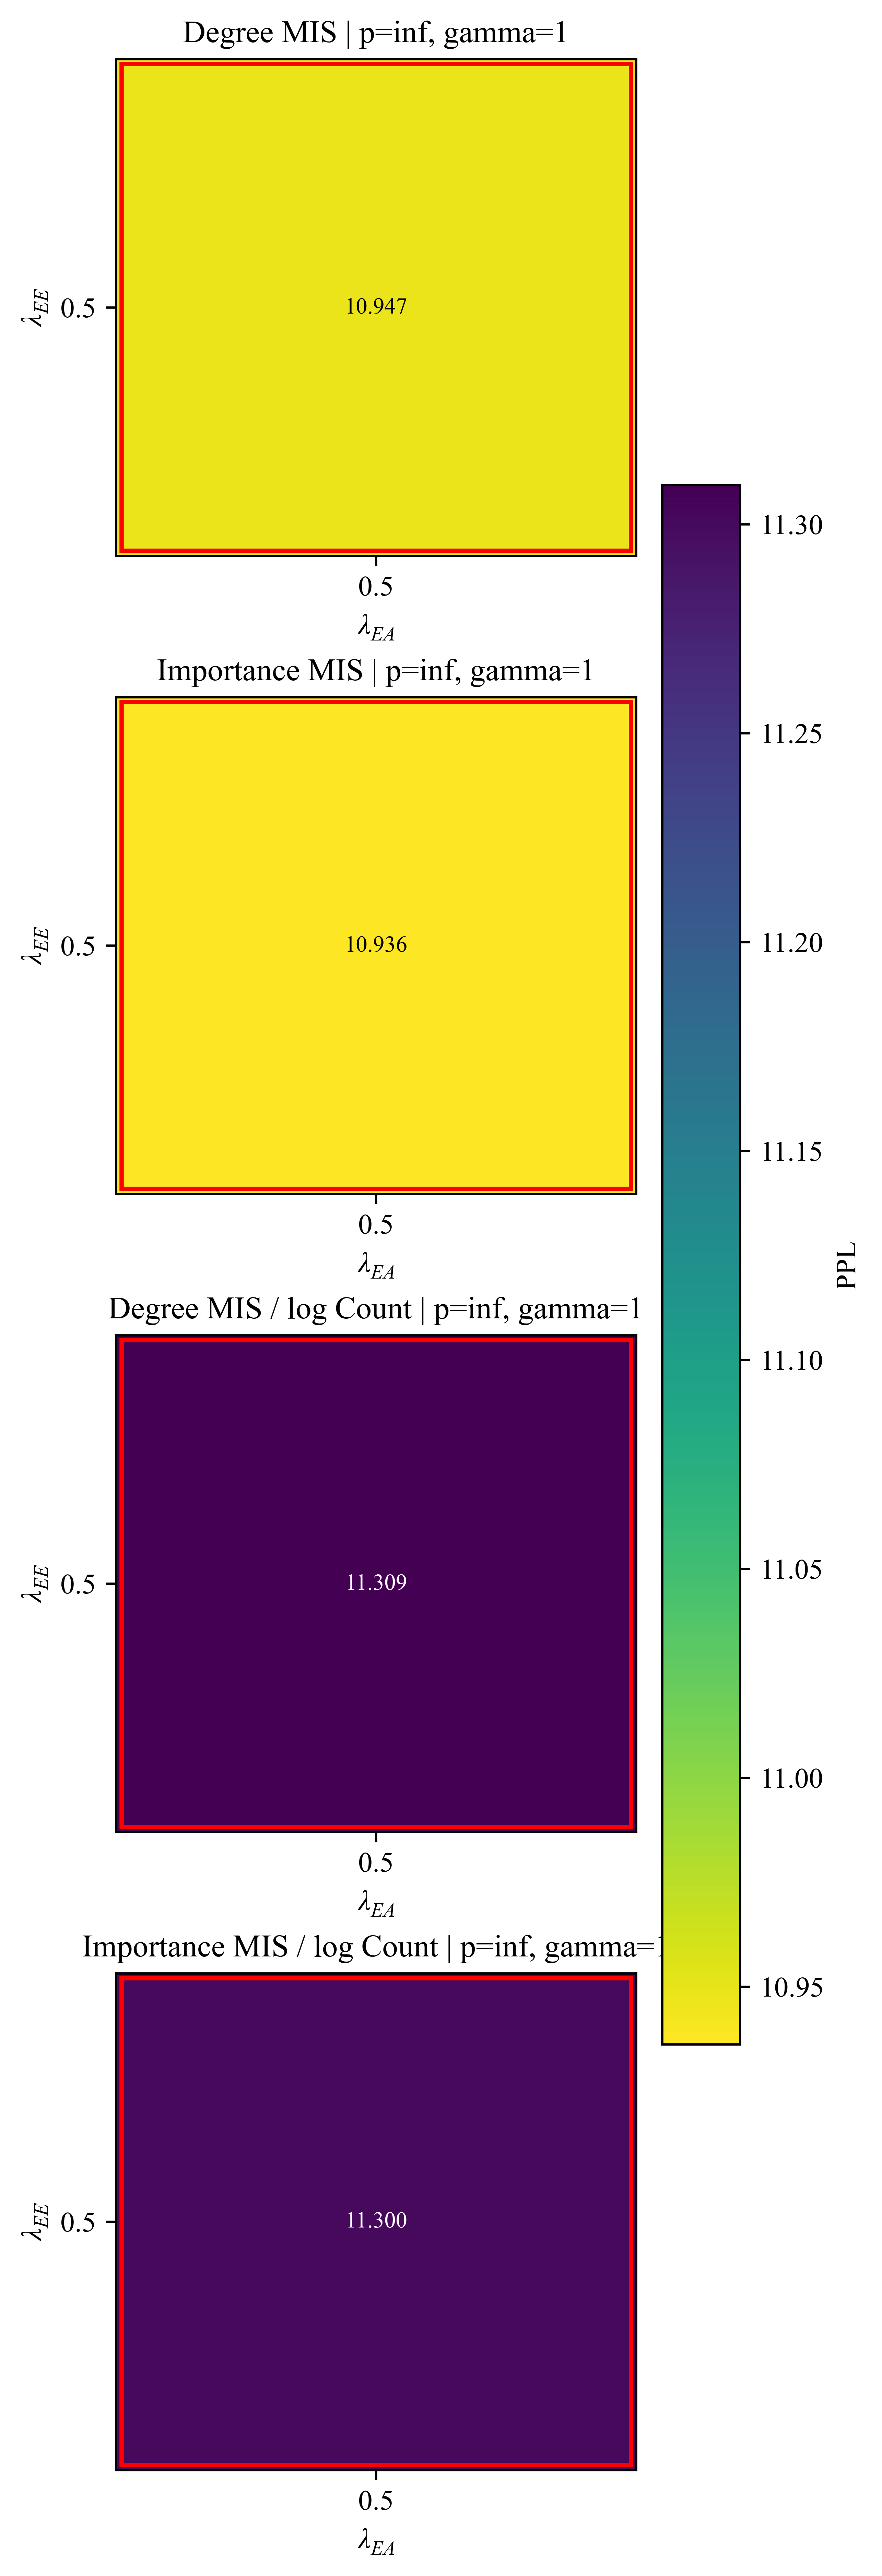 Degree MIS | p=inf, gamma=1
λEE
0.5
10.947
0.5
λEA
Importance MIS | p=inf, gamma=1
λEE
0.5
10.936
0.5
λEA
Degree MIS / log Count | p=inf, gamma=1
λEE
0.5
11.309
0.5
λEA
Importance MIS / log Count | p=inf, gamma=1
λEE
0.5
11.300
0.5
λEA
11.30
11.25
11.20
11.15
11.10
11.05
11.00
10.95
PPL